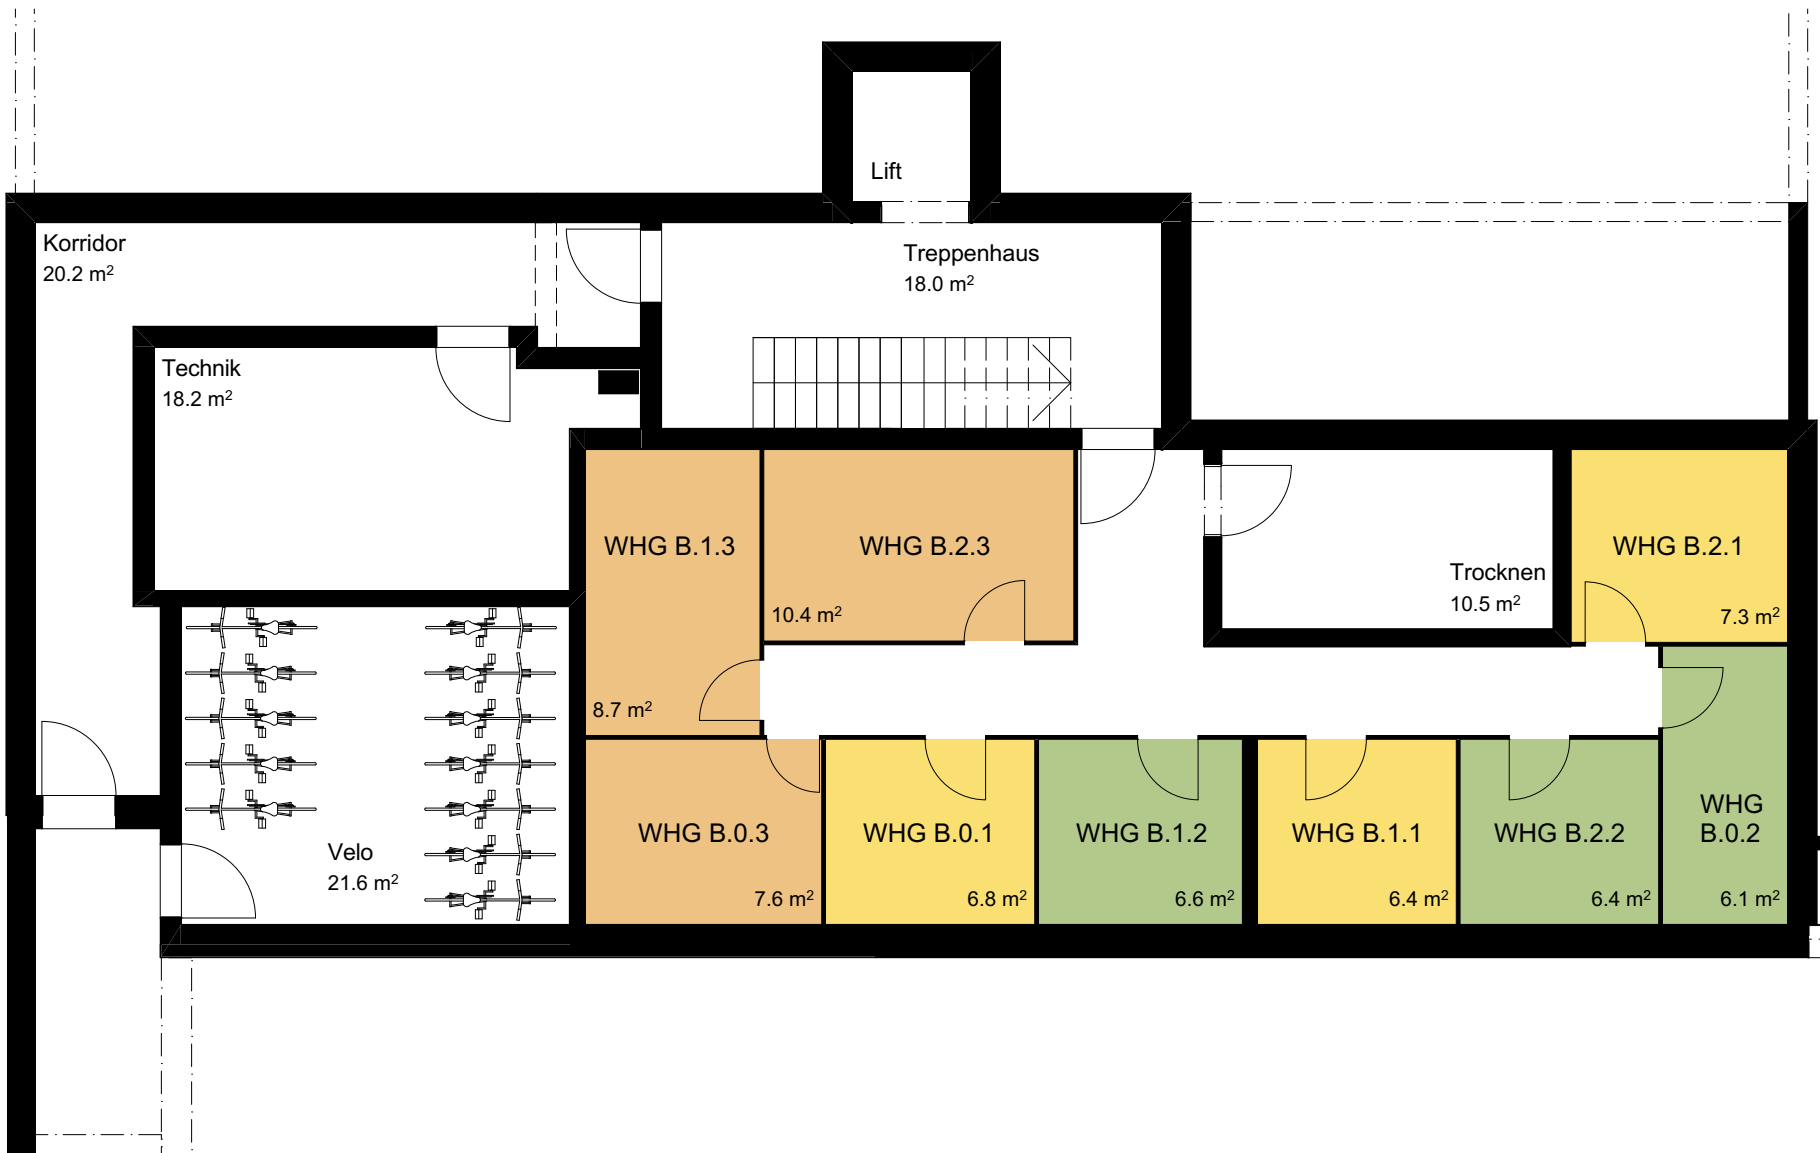 Lift
Korridor
20.2 m²
Treppenhaus
18.0 m²
Technik
18.2 m²
WHG B.1.3
8.7 m²
WHG B.2.3
10.4 m²
Trocknen
10.5 m²
WHG B.2.1
7.3 m²
Velo
21.6 m²
WHG B.0.3
7.6 m²
WHG B.0.1
6.8 m²
WHG B.1.2
6.6 m²
WHG B.1.1
6.4 m²
WHG B.2.2
6.4 m²
WHG
B.0.2
6.1 m²